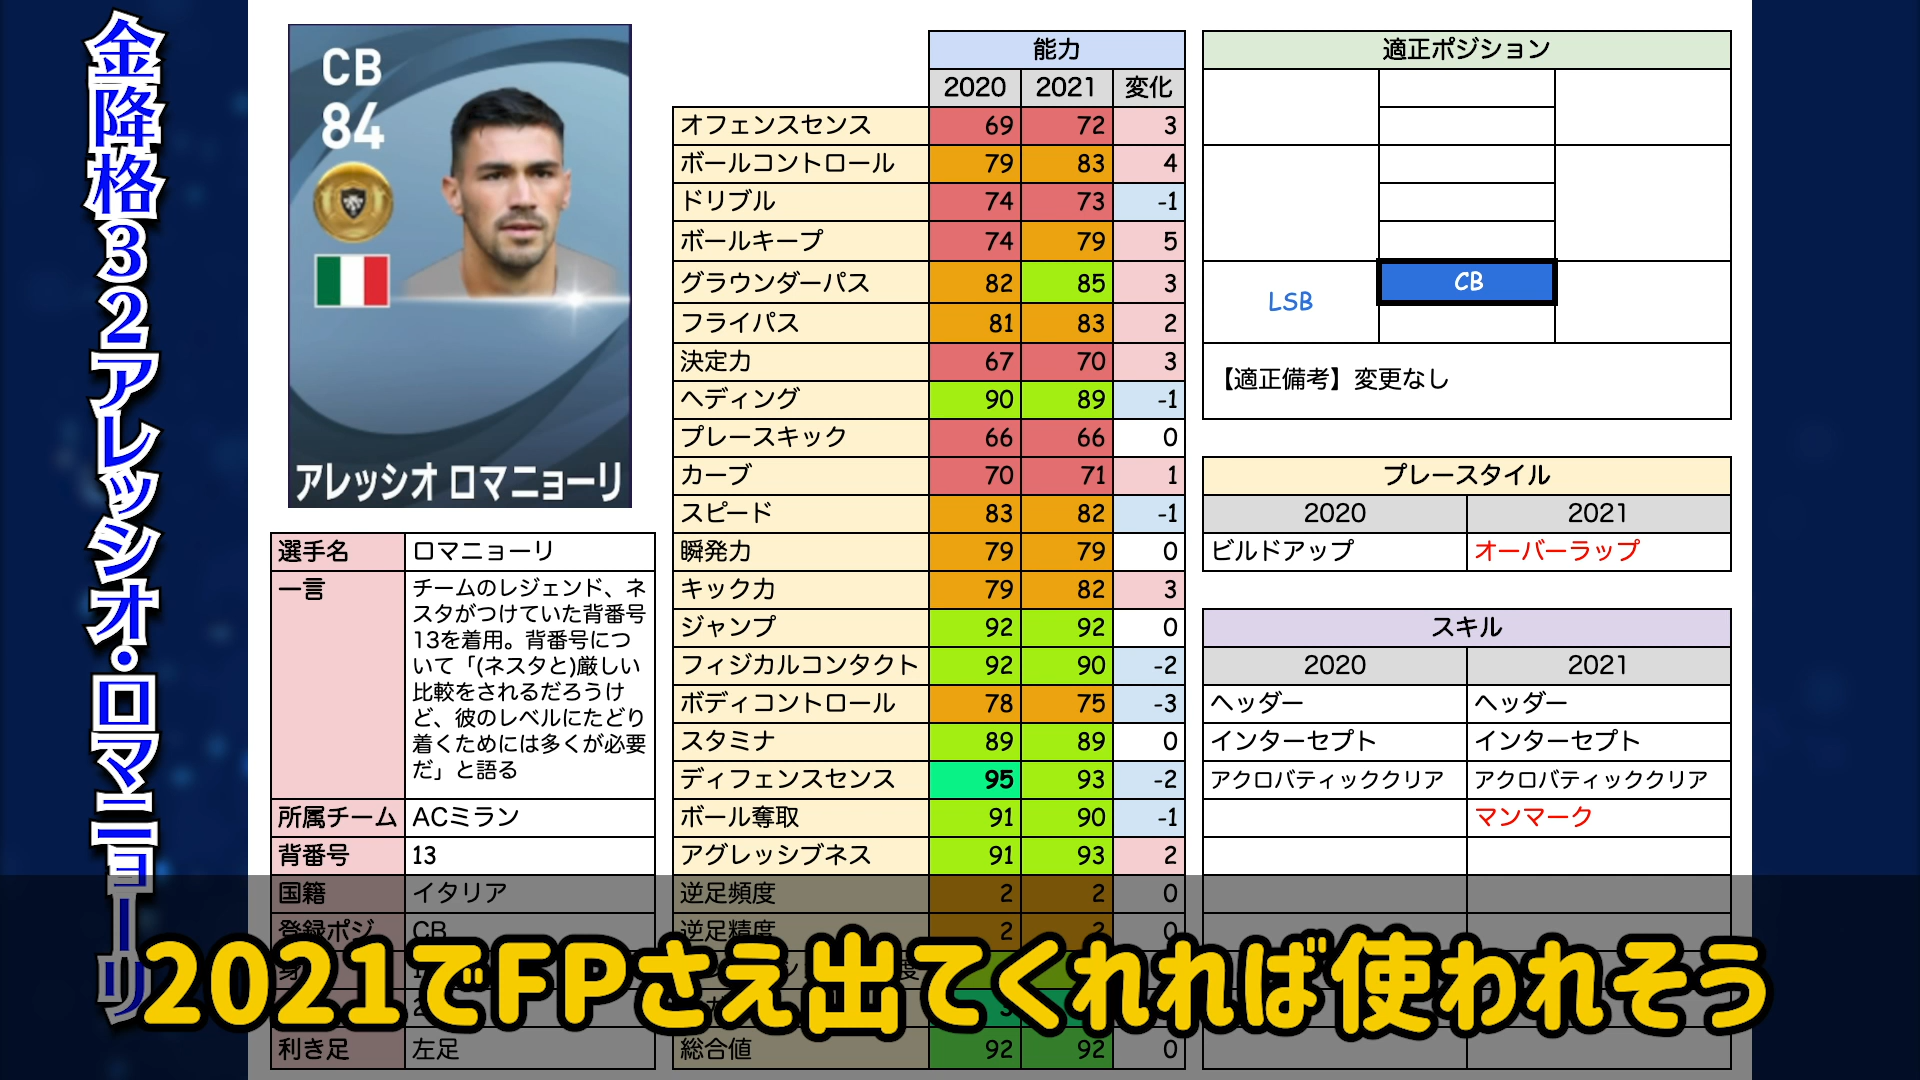 金降格32アレッシオ・ロマニョーリ
CB
84
アレッシオ ロマニョーリ
選手名 ロマニョーリ
一言 チームのレジェンド、ネ
スタがつけていた背番号
13を着用。背番号につ
いて「(ネスタと)厳しい
比較をされるだろうけ
ど、彼のレベルにたどり
着くためには多くが必要
だ」と語る
所属チーム ACミラン
背番号 13
国籍 イタリア
登録ポジ CB
利き足 左足
能力
2020 2021 変化
オフェンスセンス 69 72 3
ボールコントロール 79 83 4
ドリブル 74 73 -1
ボールキープ 74 79 5
グラウンダーパス 82 85 3
フライパス 81 83 2
決定力 67 70 3
ヘディング 90 89 -1
プレースキック 66 66 0
カーブ 70 71 1
スピード 83 82 -1
瞬発力 79 79 0
キック力 79 82 3
ジャンプ 92 92 0
フィジカルコンタクト 92 90 -2
ボディコントロール 78 75 -3
スタミナ 89 89 0
ディフェンスセンス 95 93 -2
ボール奪取 91 90 -1
アグレッシブネス 91 93 2
逆足頻度 2 2 0
逆足精度 2 2 0
総合値 92 92 0
適正ポジション
CB
LSB
【適正備考】変更なし
プレースタイル
2020 2021
ビルドアップ オーバーラップ
スキル
2020 2021
ヘッダー ヘッダー
インターセプト インターセプト
アクロバティッククリア アクロバティッククリア
マンマーク
2021でFPさえ出てくれれば使われそう